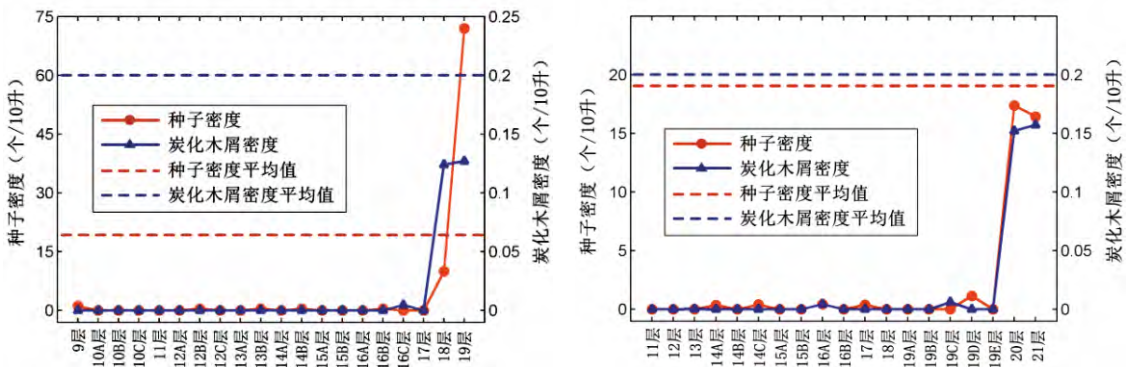 75
60
45
30
15
0
种子密度（个/10升）
0.25
0.2
0.15
0.1
0.05
0
炭化木屑密度（个/10升）
种子密度
炭化木屑密度
种子密度平均值
炭化木屑密度平均值
9层
10A层
10B层
10C层
11层
12A层
12B层
12C层
13A层
13B层
14A层
14B层
15A层
15B层
16A层
16B层
16C层
17层
18层
19层
20
15
10
5
0
种子密度（个/10升）
0.2
0.15
0.1
0.05
0
炭化木屑密度（个/10升）
种子密度
炭化木屑密度
种子密度平均值
炭化木屑密度平均值
11层
12层
13层
14A层
14B层
14C层
15A层
15B层
16A层
16B层
17层
18层
19A层
19B层
19C层
19D层
19E层
20层
21层